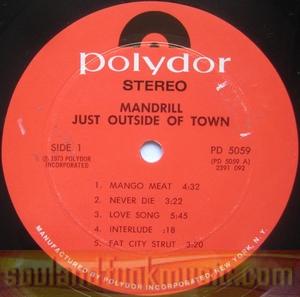 polydor
STEREO
MANDRILL
JUST OUTSIDE OF TOWN
SIDE 1
PD 5059
℗ 1973 POLYDOR
INCORPORATED
(PD 5059 A)
2391 092
1. MANGO MEAT 4:32
2. NEVER DIE 3:22
3. LOVE SONG 5:45
4. INTERLUDE :18
5. FAT CITY STRUT 3:20
MANUFACTURED BY POLYDOR INCORPORATED, NEW YORK, N.Y.
soulandfunkmusic.com